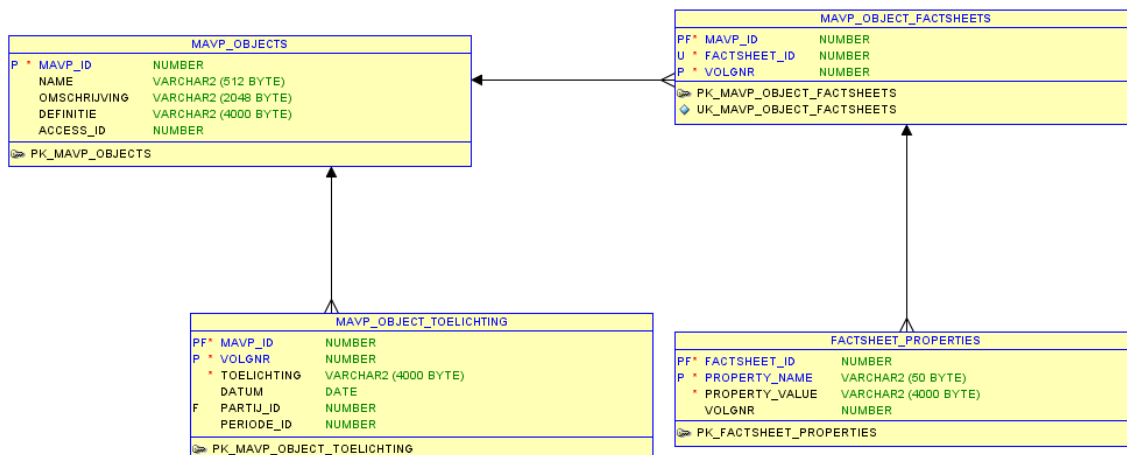 MAVP_OBJECTS
P * MAVP_ID NUMBER
NAME VARCHAR2 (512 BYTE)
OMSCHRIJVING VARCHAR2 (2048 BYTE)
DEFINITIE VARCHAR2 (4000 BYTE)
ACCESS_ID NUMBER
PK_MAVP_OBJECTS
MAVP_OBJECT_FACTSHEETS
PF* MAVP_ID NUMBER
U * FACTSHEET_ID NUMBER
P * VOLGNR NUMBER
PK_MAVP_OBJECT_FACTSHEETS
UK_MAVP_OBJECT_FACTSHEETS
MAVP_OBJECT_TOELICHTING
PF* MAVP_ID NUMBER
P * VOLGNR NUMBER
* TOELICHTING VARCHAR2 (4000 BYTE)
DATUM DATE
F PARTIJ_ID NUMBER
PERIODE_ID NUMBER
PK_MAVP_OBJECT_TOELICHTING
FACTSHEET_PROPERTIES
PF* FACTSHEET_ID NUMBER
P * PROPERTY_NAME VARCHAR2 (50 BYTE)
* PROPERTY_VALUE VARCHAR2 (4000 BYTE)
VOLGNR NUMBER
PK_FACTSHEET_PROPERTIES